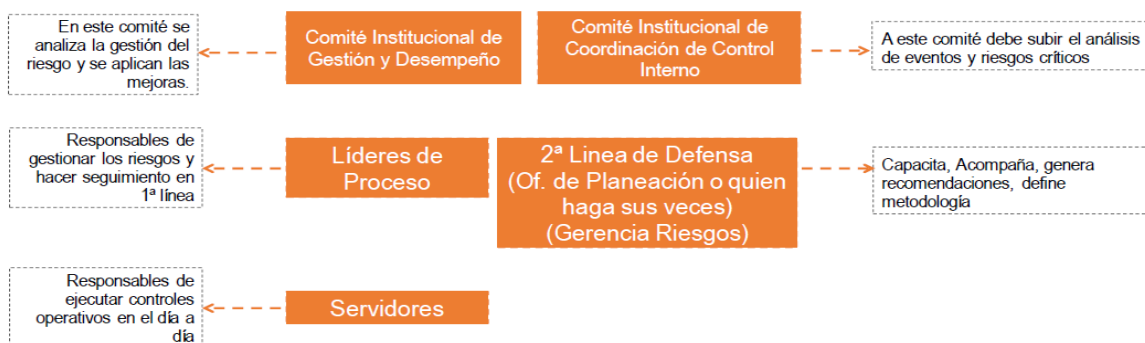 En este comité se
analiza la gestión del
riesgo y se aplican las
mejoras.
Comité Institucional de
Gestión y Desempeño
Comité Institucional de
Coordinación de Control
Interno
A este comité debe subir el análisis
de eventos y riesgos críticos
Responsables de
gestionar los riesgos y
hacer seguimiento en
1ª línea
Líderes de
Proceso
2ª Linea de Defensa
(Of. de Planeación o quien
haga sus veces)
(Gerencia Riesgos)
Capacita, Acompaña, genera
recomendaciones, define
metodología
Responsables de
ejecutar controles
operativos en el día a
día
Servidores